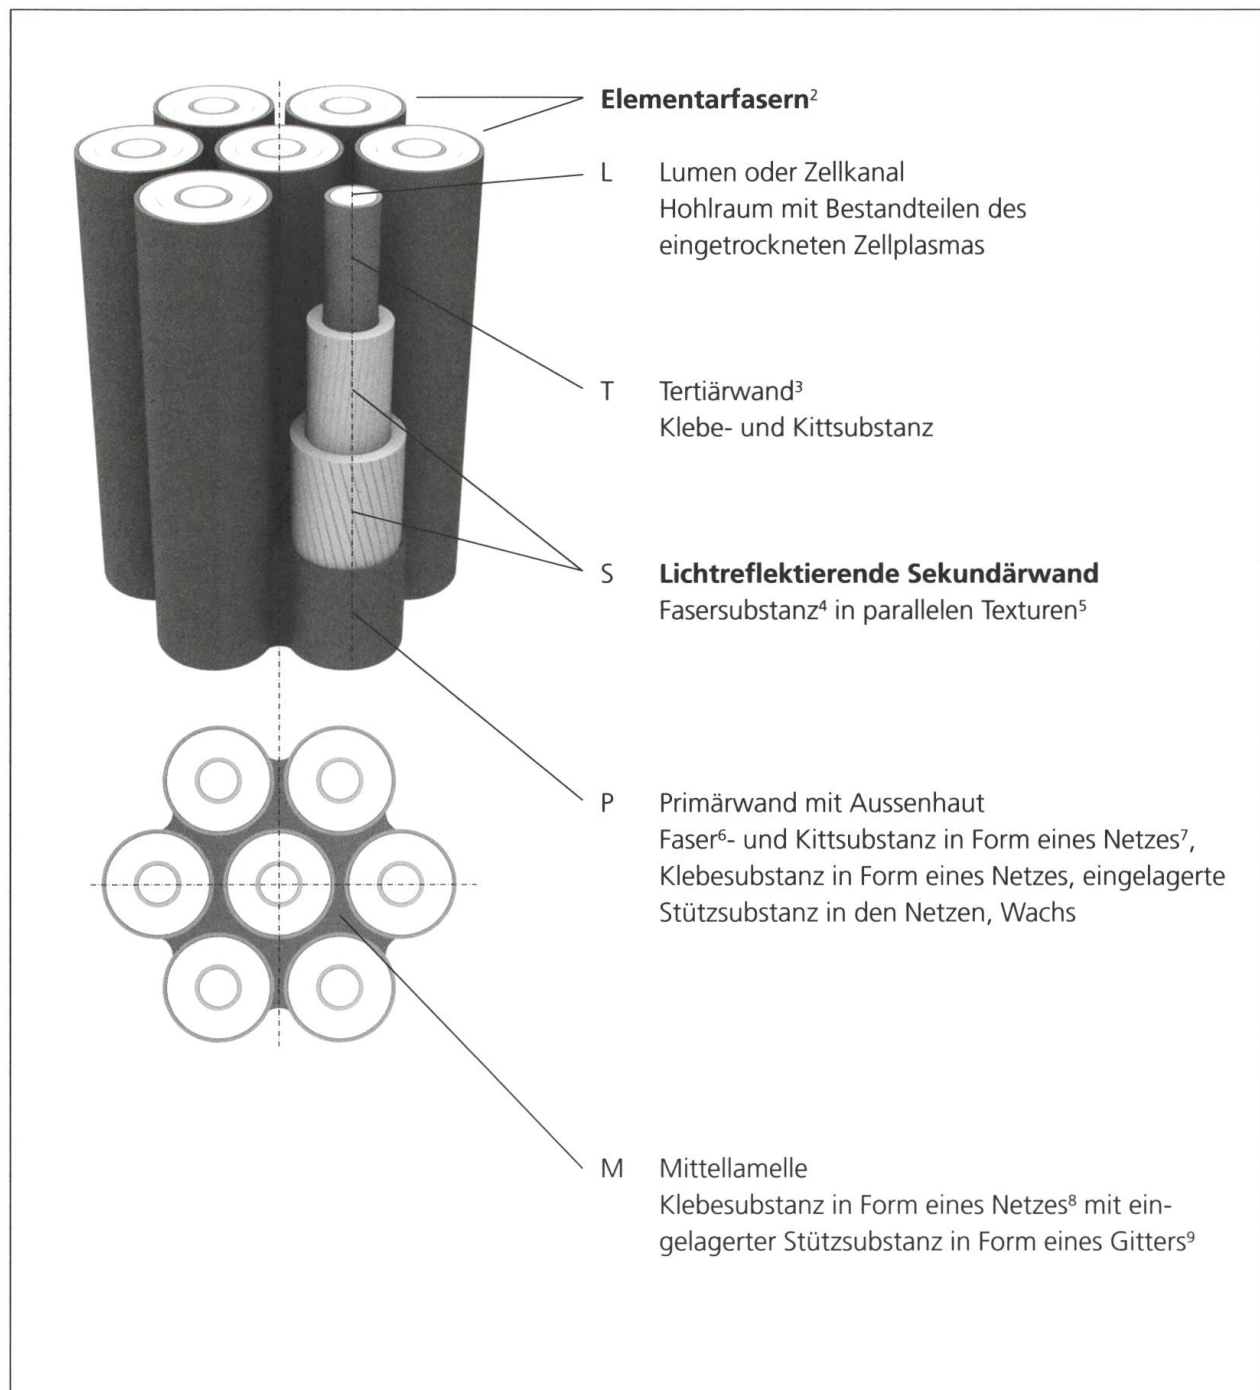 Elementarfasern²
L Lumen oder Zellkanal
Hohlraum mit Bestandteilen des
eingetrockneten Zellplasmas
T Tertiärwand³
Klebe- und Kittsubstanz
S Lichtreflektierende Sekundärwand
Fasersubstanz⁴ in parallelen Texturen⁵
P Primärwand mit Aussenhaut
Faser⁶- und Kittsubstanz in Form eines Netzes⁷,
Klebesubstanz in Form eines Netzes, eingelagerte
Stützsubstanz in den Netzen, Wachs
M Mittellamelle
Klebesubstanz in Form eines Netzes⁸ mit ein-
gelagerter Stützsubstanz in Form eines Gitters⁹